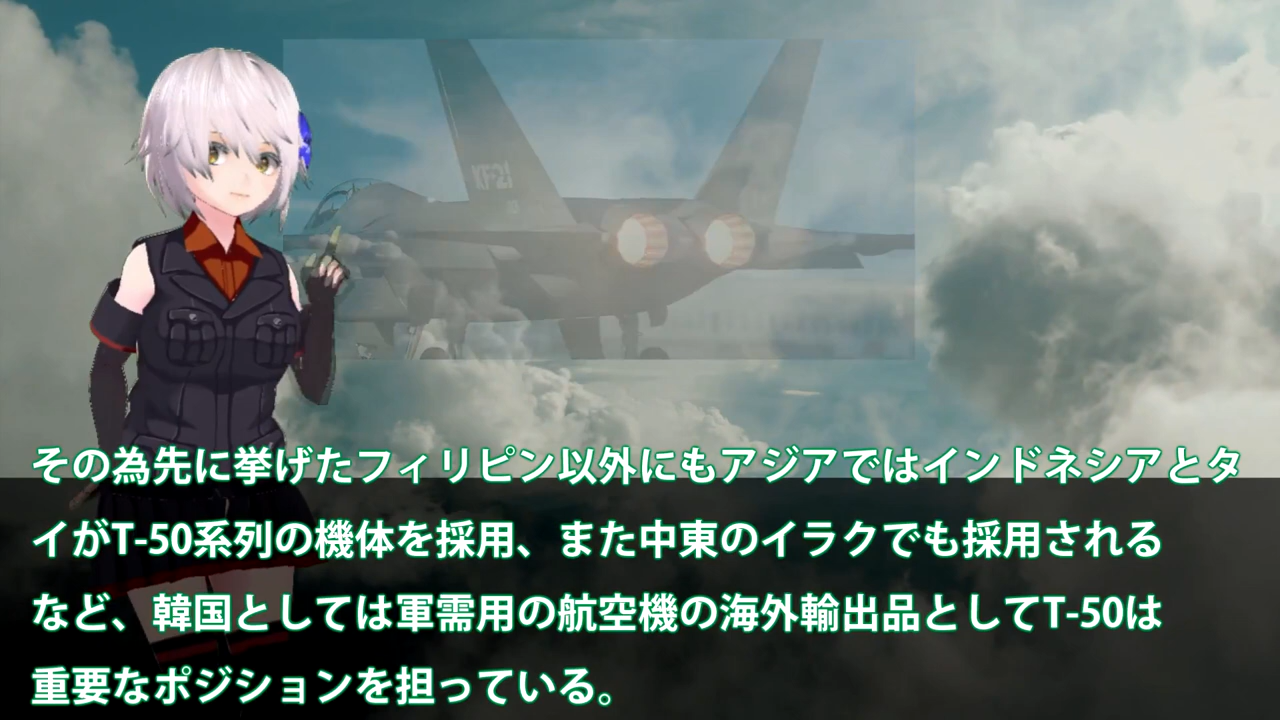 KF-21
その為先に挙げたフィリピン以外にもアジアではインドネシアとタ
イがT-50系列の機体を採用、また中東のイラクでも採用される
など、韓国としては軍需用の航空機の海外輸出品としてT-50は
重要なポジションを担っている。